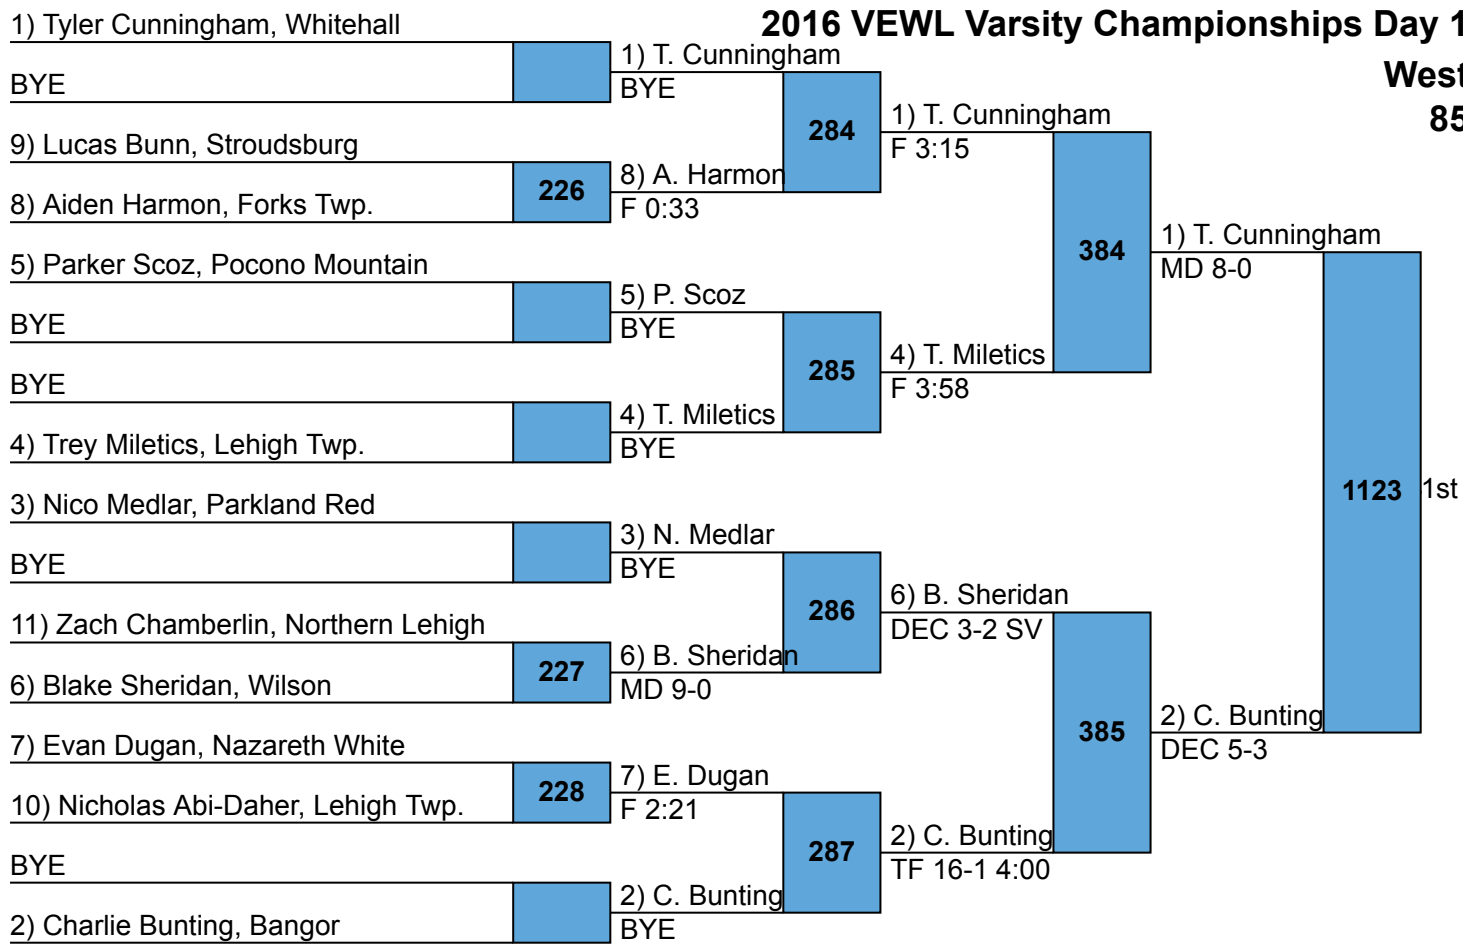 2016 VEWL Varsity Championships Day 1
West
85
1) Tyler Cunningham, Whitehall
BYE
9) Lucas Bunn, Stroudsburg
8) Aiden Harmon, Forks Twp.
5) Parker Scoz, Pocono Mountain
BYE
BYE
4) Trey Miletics, Lehigh Twp.
3) Nico Medlar, Parkland Red
BYE
11) Zach Chamberlin, Northern Lehigh
6) Blake Sheridan, Wilson
7) Evan Dugan, Nazareth White
10) Nicholas Abi-Daher, Lehigh Twp.
BYE
2) Charlie Bunting, Bangor
226
227
228
1) T. Cunningham
BYE
8) A. Harmon
F 0:33
5) P. Scoz
BYE
4) T. Miletics
BYE
3) N. Medlar
BYE
6) B. Sheridan
MD 9-0
7) E. Dugan
F 2:21
2) C. Bunting
BYE
284
285
286
287
1) T. Cunningham
F 3:15
4) T. Miletics
F 3:58
6) B. Sheridan
DEC 3-2 SV
2) C. Bunting
TF 16-1 4:00
384
385
1) T. Cunningham
MD 8-0
2) C. Bunting
DEC 5-3
1123
1st